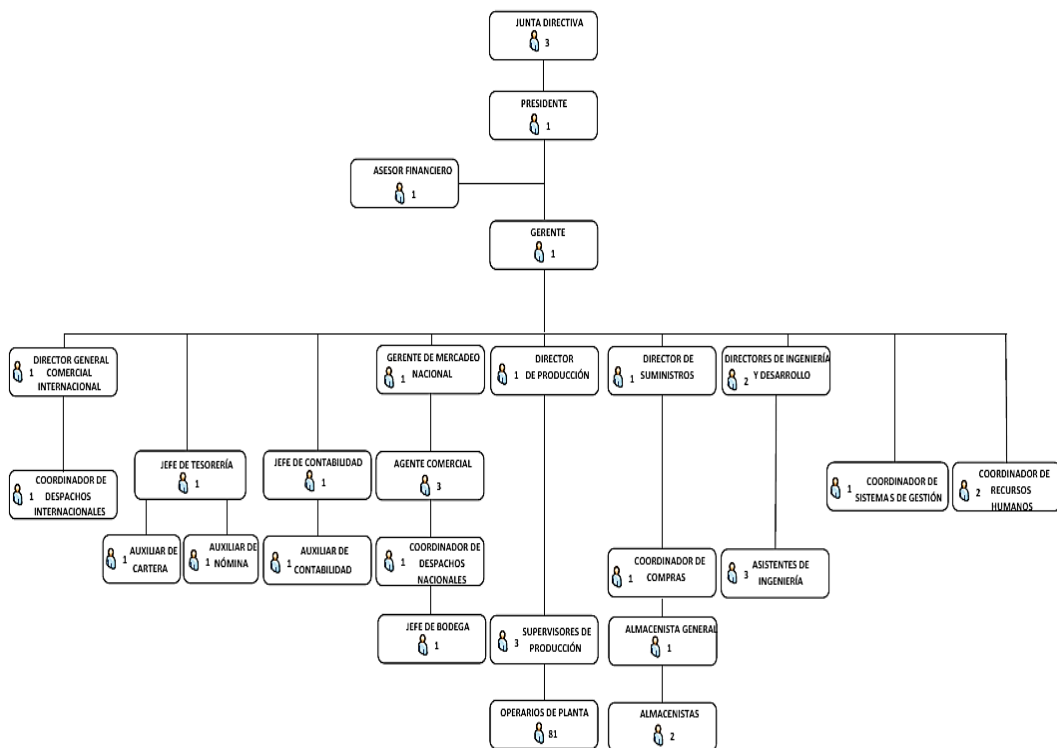 JUNTA DIRECTIVA
3
PRESIDENTE
1
ASESOR FINANCIERO
1
GERENTE
1
DIRECTOR GENERAL
1 COMERCIAL
INTERNACIONAL
GERENTE DE MERCADEO
1 NACIONAL
DIRECTOR
1 DE PRODUCCIÓN
DIRECTOR DE
1 SUMINISTROS
DIRECTORES DE INGENIERÍA
2 Y DESARROLLO
COORDINADOR DE
1 DESPACHOS
INTERNACIONALES
JEFE DE TESORERÍA
1
JEFE DE CONTABILIDAD
1
AGENTE COMERCIAL
3
1 COORDINADOR DE
SISTEMAS DE GESTIÓN
COORDINADOR DE
2 RECURSOS
HUMANOS
1 AUXILIAR DE
CARTERA
AUXILIAR DE
1 NÓMINA
1 AUXILIAR DE
CONTABILIDAD
COORDINADOR DE
1 DESPACHOS
NACIONALES
COORDINADOR DE
1 COMPRAS
3 ASISTENTES DE
INGENIERÍA
JEFE DE BODEGA
1
SUPERVISORES DE
3 PRODUCCIÓN
ALMACENISTA GENERAL
1
OPERARIOS DE PLANTA
81
ALMACENISTAS
2